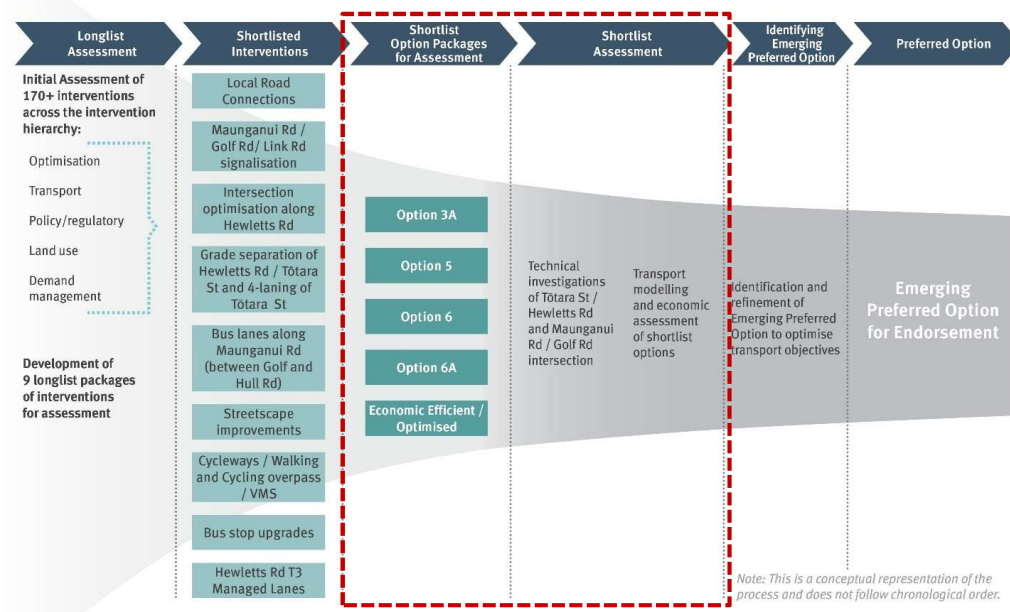 Longlist
Assessment
Shortlisted
Interventions
Shortlist
Option Packages
for Assessment
Shortlist
Assessment
Identifying
Emerging
Preferred Option
Preferred Option
Initial Assessment of
170+ interventions
across the intervention
hierarchy:
Optimisation
Transport
Policy/regulatory
Land use
Demand
management
Development of
9 longlist packages
of interventions
for assessment
Local Road
Connections
Maunganui Rd /
Golf Rd/ Link Rd
signalisation
Intersection
optimisation along
Hewletts Rd
Grade separation of
Hewletts Rd / Tōtara
St and 4-laning of
Tōtara St
Bus lanes along
Maunganui Rd
(between Golf and
Hull Rd)
Streetscape
improvements
Cycleways / Walking
and Cycling overpass
/ VMS
Bus stop upgrades
Hewletts Rd T3
Managed Lanes
Option 3A
Option 5
Option 6
Option 6A
Economic Efficient /
Optimised
Technical
investigations
of Tōtara St /
Hewletts Rd
and Maunganui
Rd / Golf Rd
intersection
Transport
modelling
and economic
assessment
of shortlist
options
Identification and
refinement of
Emerging Preferred
Option to optimise
transport objectives
Emerging
Preferred Option
for Endorsement
Note: This is a conceptual representation of the
process and does not follow chronological order.